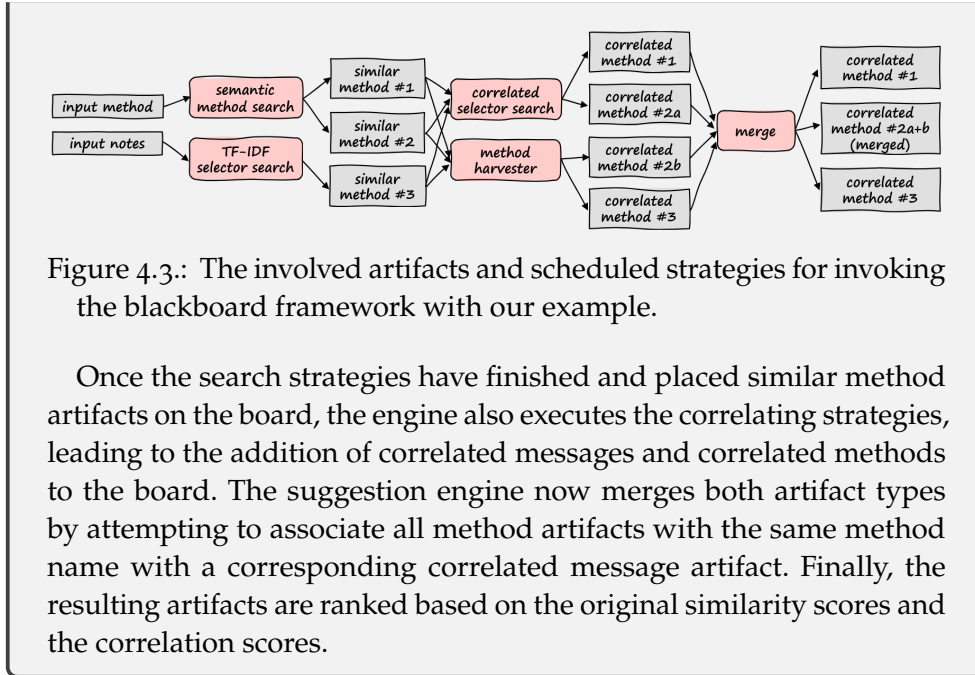 input method
input notes
semantic
method search
TF-IDF
selector search
similar
method #1
similar
method #2
similar
method #3
correlated
selector search
method
harvester
correlated
method #1
correlated
method #2a
correlated
method #2b
correlated
method #3
merge
correlated
method #1
correlated
method #2a+b
(merged)
correlated
method #3
Figure 4.3.: The involved artifacts and scheduled strategies for invoking
the blackboard framework with our example.
Once the search strategies have finished and placed similar method
artifacts on the board, the engine also executes the correlating strategies,
leading to the addition of correlated messages and correlated methods
to the board. The suggestion engine now merges both artifact types
by attempting to associate all method artifacts with the same method
name with a corresponding correlated message artifact. Finally, the
resulting artifacts are ranked based on the original similarity scores and
the correlation scores.